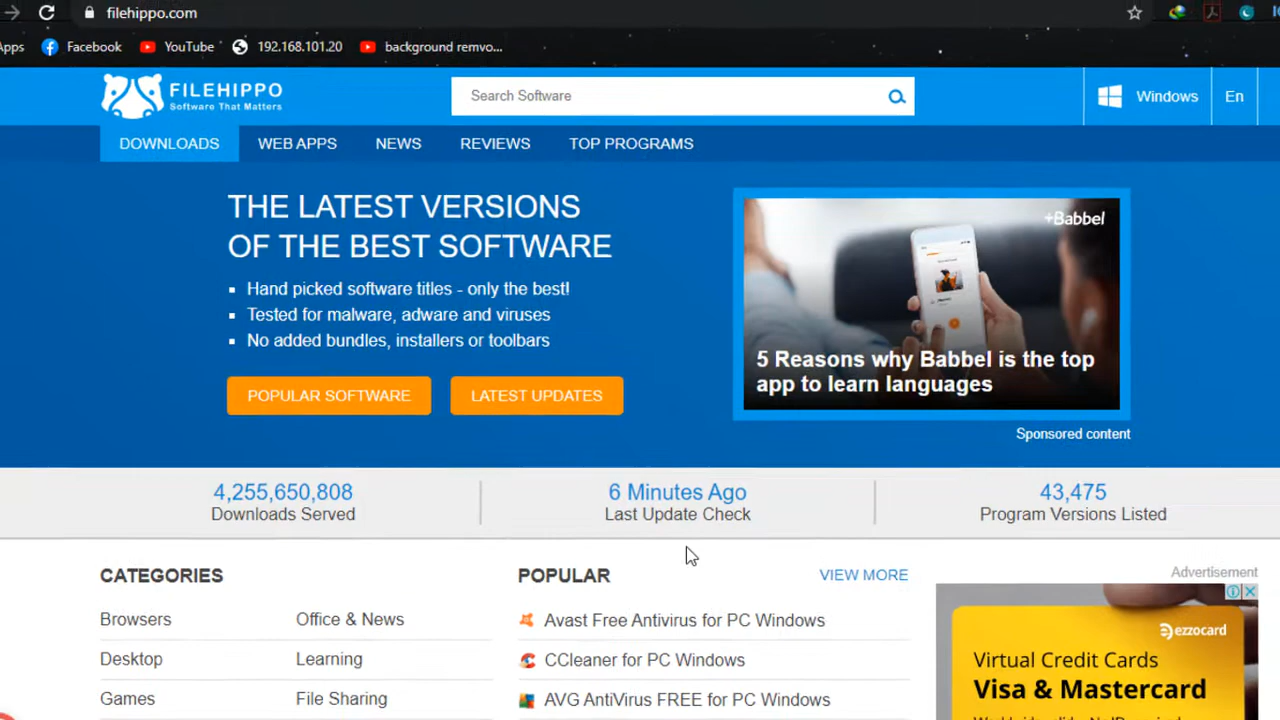 filehippo.com
Apps
Facebook
YouTube
192.168.101.20
background remvo...
FILEHIPPO
Software That Matters
Search Software
Windows
En
DOWNLOADS
WEB APPS
NEWS
REVIEWS
TOP PROGRAMS
THE LATEST VERSIONS
OF THE BEST SOFTWARE
Hand picked software titles - only the best!
Tested for malware, adware and viruses
No added bundles, installers or toolbars
POPULAR SOFTWARE
LATEST UPDATES
+Babbel
5 Reasons why Babbel is the top
app to learn languages
Sponsored content
4,255,650,808
Downloads Served
6 Minutes Ago
Last Update Check
43,475
Program Versions Listed
CATEGORIES
Browsers
Office & News
Desktop
Learning
Games
File Sharing
POPULAR
VIEW MORE
Avast Free Antivirus for PC Windows
CCleaner for PC Windows
AVG AntiVirus FREE for PC Windows
Advertisement
ezzocard
Virtual Credit Cards
Visa & Mastercard